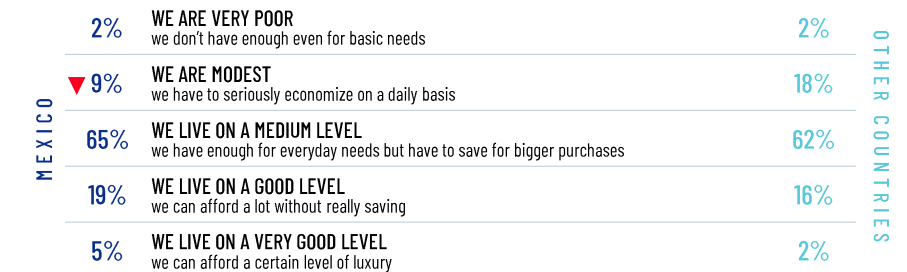 MEXICO
2% WE ARE VERY POOR 2%
we don't have enough even for basic needs
9% WE ARE MODEST 18%
we have to seriously economize on a daily basis
65% WE LIVE ON A MEDIUM LEVEL 62%
we have enough for everyday needs but have to save for bigger purchases
19% WE LIVE ON A GOOD LEVEL 16%
we can afford a lot without really saving
5% WE LIVE ON A VERY GOOD LEVEL 2%
we can afford a certain level of luxury
OTHER COUNTRIES